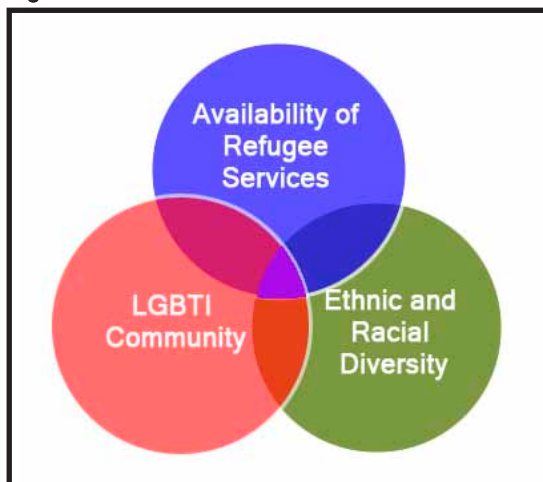 Availability of
Refugee
Services
LGBTI
Community
Ethnic and
Racial
Diversity